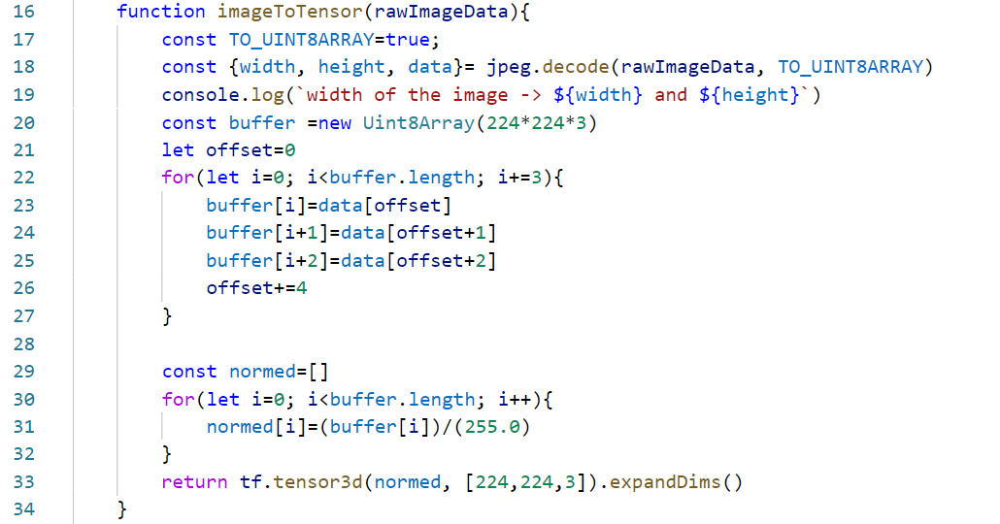 16 function imageToTensor(rawImageData){
17 const TO_UINT8ARRAY=true;
18 const {width, height, data}= jpeg.decode(rawImageData, TO_UINT8ARRAY)
19 console.log(`width of the image -> ${width} and ${height}`)
20 const buffer =new Uint8Array(224*224*3)
21 let offset=0
22 for(let i=0; i<buffer.length; i+=3){
23 buffer[i]=data[offset]
24 buffer[i+1]=data[offset+1]
25 buffer[i+2]=data[offset+2]
26 offset+=4
27 }
28
29 const normed=[]
30 for(let i=0; i<buffer.length; i++){
31 normed[i]=(buffer[i])/(255.0)
32 }
33 return tf.tensor3d(normed, [224,224,3]).expandDims()
34 }